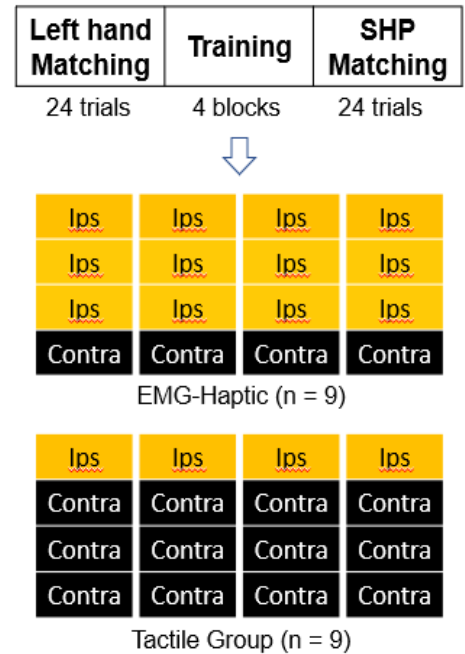 Left hand Matching Training SHP Matching
24 trials 4 blocks 24 trials
Ips Ips Ips Ips
Ips Ips Ips Ips
Ips Ips Ips Ips
Contra Contra Contra Contra
EMG-Haptic (n = 9)
Ips Ips Ips Ips
Contra Contra Contra Contra
Contra Contra Contra Contra
Contra Contra Contra Contra
Tactile Group (n = 9)